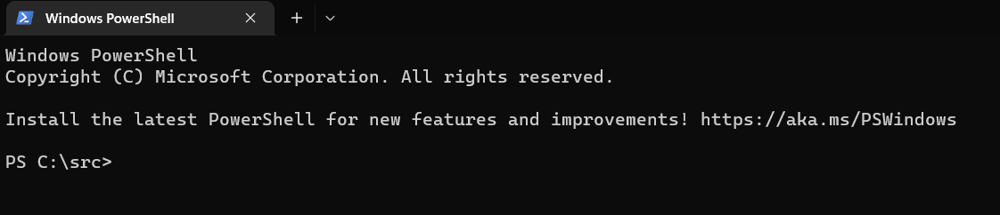 Windows PowerShell
Windows PowerShell
Copyright (C) Microsoft Corporation. All rights reserved.
Install the latest PowerShell for new features and improvements! https://aka.ms/PSWindows
PS C:\src>